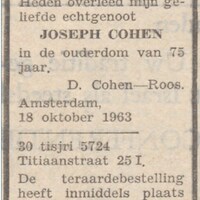 Heden overleed mijn ge-
liefde echtgenoot
JOSEPH COHEN
in de ouderdom van 75
jaar.
D. Cohen—Roos.
Amsterdam,
18 oktober 1963
30 tisjri 5724
Titiaanstraat 25 I.
De teraardebestelling
heeft inmiddels plaats